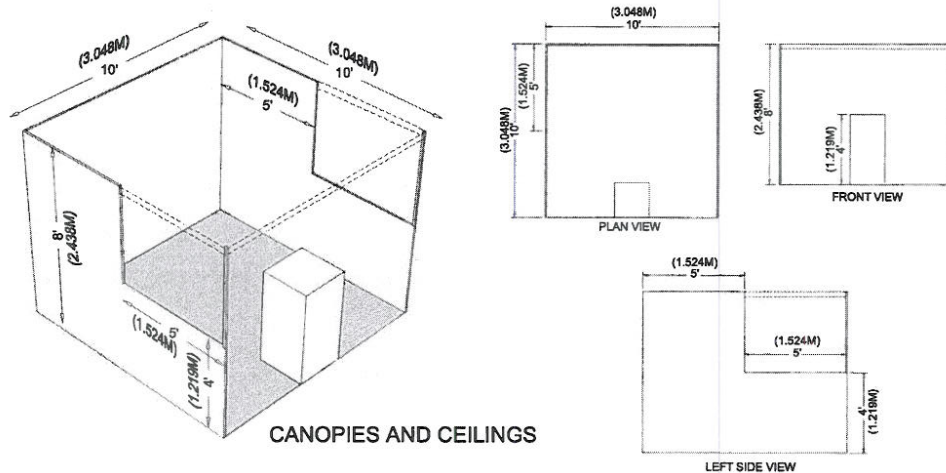 (3.048M)
10'
(3.048M)
10'
(1.524M)
5'
8'
(2.438M)
5'
(1.524M)
(1.219M)
4'
CANOPIES AND CEILINGS
(3.048M)
10'
(3.048M)
10'
(1.524M)
5'
PLAN VIEW
(2.438M)
8'
(1.219M)
4'
FRONT VIEW
(1.524M)
5'
(1.524M)
5'
4'
(1.219M)
LEFT SIDE VIEW